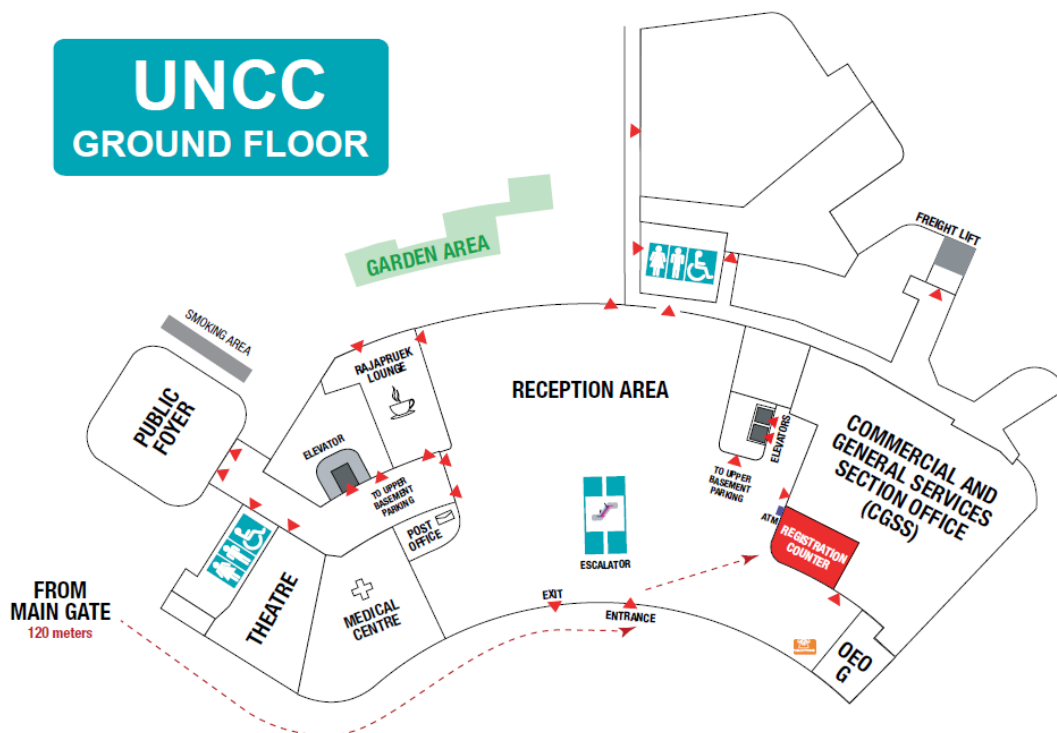 UNCC
GROUND FLOOR
FREIGHT LIFT
GARDEN AREA
SMOKING AREA
RAJAPRUEK
LOUNGE
RECEPTION AREA
PUBLIC
FOYER
ELEVATOR
ELEVATORS
COMMERCIAL AND
GENERAL SERVICES
SECTION OFFICE
(CGSS)
TO UPPER
BASEMENT
PARKING
TO UPPER
BASEMENT
PARKING
ATM
POST
OFFICE
REGISTRATION
COUNTER
ESCALATOR
FROM
MAIN GATE
120 meters
THEATRE
MEDICAL
CENTRE
EXIT
ENTRANCE
OEO
G